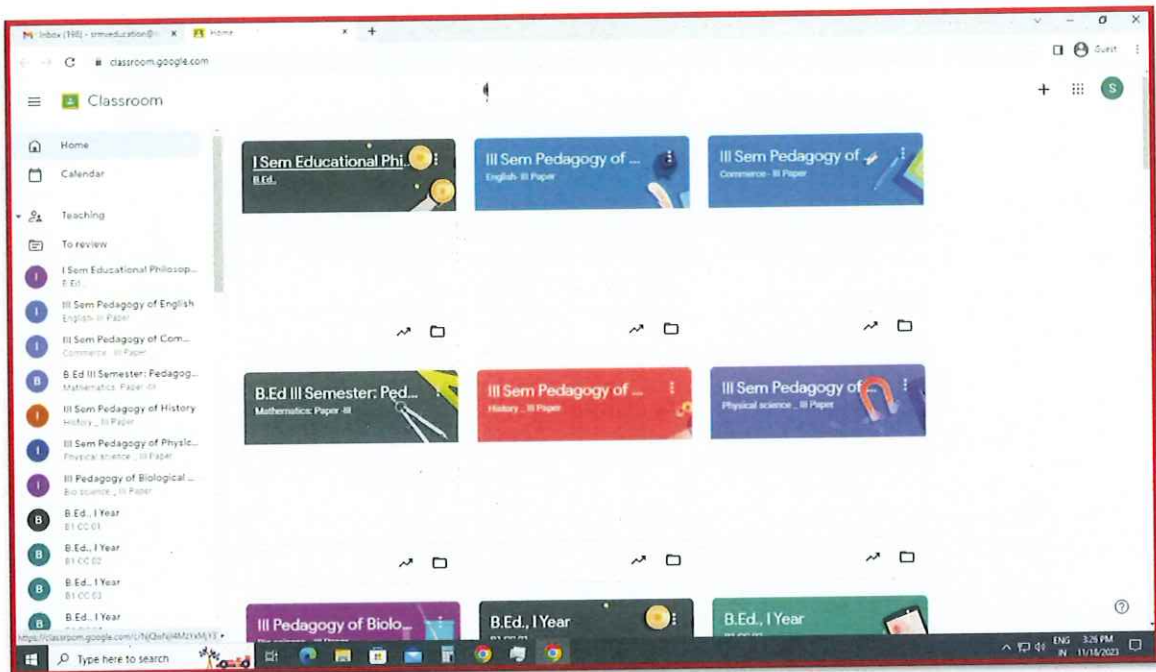 Inbox (198) - srmveducation@
Home
classroom.google.com
Guest
Classroom
S
Home
Calendar
Teaching
To review
I
I Sem Educational Philosop...
B.Ed.,
I
III Sem Pedagogy of English
English- III Paper
I
III Sem Pedagogy of Com...
Commerce- III Paper
B
B.Ed III Semester: Pedagog...
Mathematics: Paper -III
I
III Sem Pedagogy of History
History _ III Paper
I
III Sem Pedagogy of Physic...
Physical science _ III Paper
I
III Pedagogy of Biological ...
Bio science _ III Paper
B
B.Ed., I Year
B1 CC 01
B
B.Ed., I Year
B1 CC 02
B
B.Ed., I Year
B1 CC 03
B
B.Ed., I Year
I Sem Educational Phi...
B.Ed.,
III Sem Pedagogy of ...
English- III Paper
III Sem Pedagogy of ...
Commerce- III Paper
B.Ed III Semester: Ped...
Mathematics: Paper -III
III Sem Pedagogy of ...
History _ III Paper
III Sem Pedagogy of ...
Physical science _ III Paper
III Pedagogy of Biolo...
B.Ed., I Year
B.Ed., I Year
Type here to search
ENG
IN
3:26 PM
11/18/2023